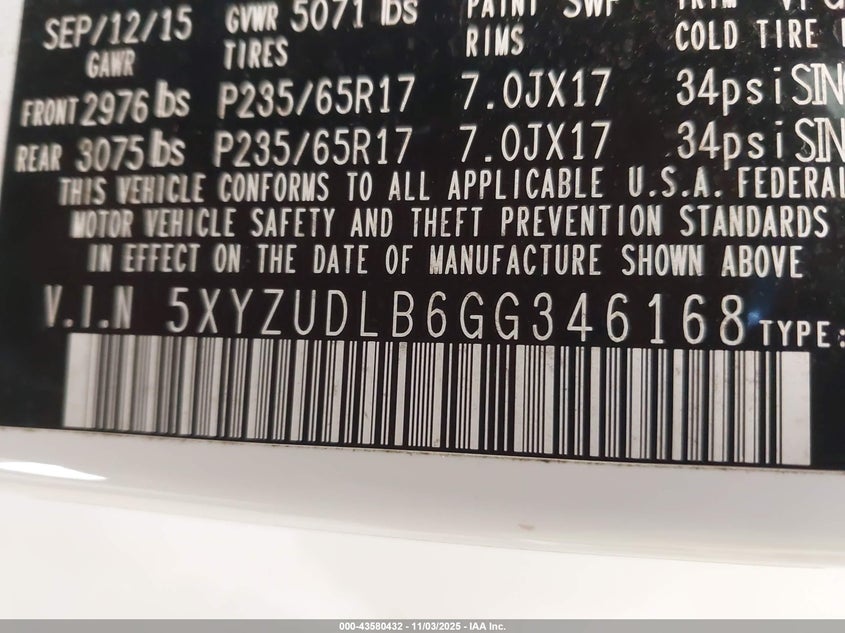 SEP/12/15 GVWR 5071 lbs PAINT SWP TRIM
GAWR TIRES RIMS COLD TIRE
FRONT 2976 lbs P235/65R17 7.0JX17 34psi SIN
REAR 3075 lbs P235/65R17 7.0JX17 34psi SIN
THIS VEHICLE CONFORMS TO ALL APPLICABLE U.S.A. FEDERAL
MOTOR VEHICLE SAFETY AND THEFT PREVENTION STANDARDS
IN EFFECT ON THE DATE OF MANUFACTURE SHOWN ABOVE
V.I.N 5XYZUDLB6GG346168 TYPE:
000-43580432 - 11/03/2025 - IAA Inc.